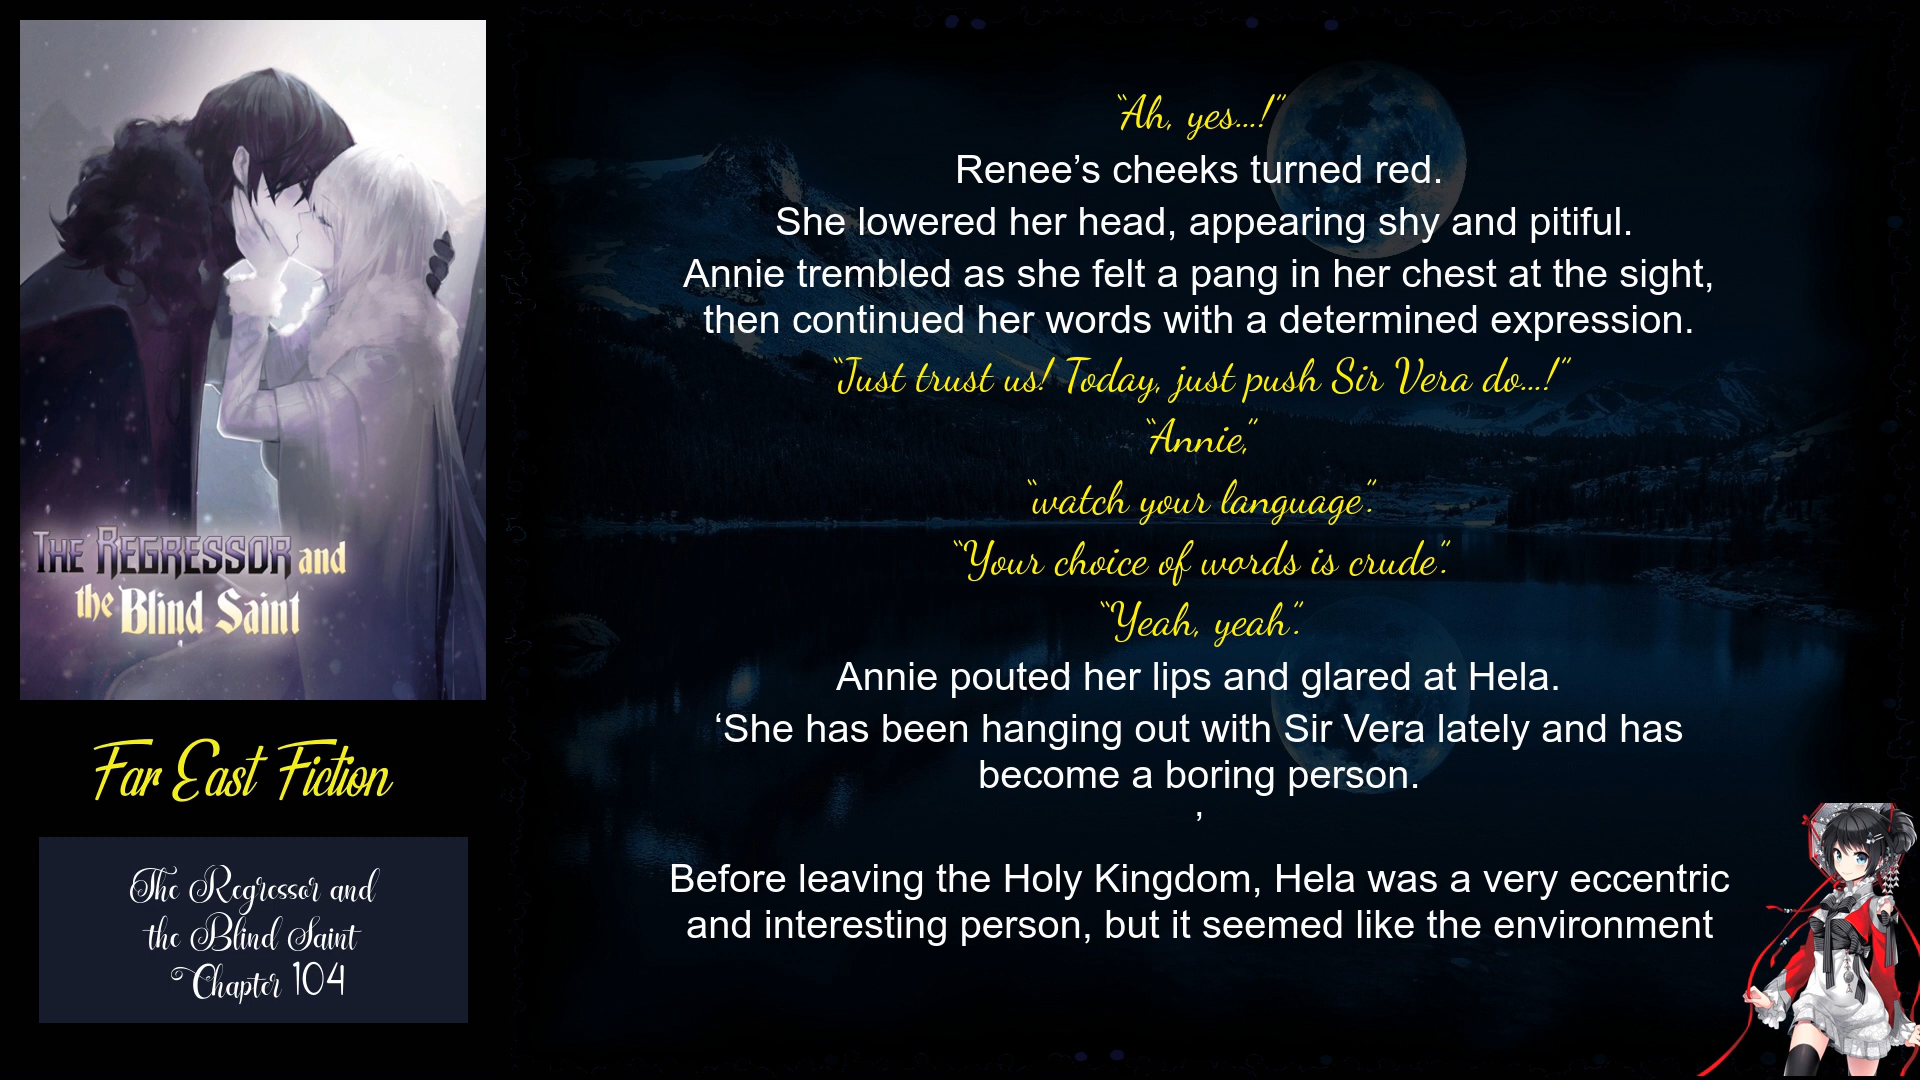 THE REGRESSOR and
the Blind Saint
Far East Fiction
The Regressor and
the Blind Saint
Chapter 104
“Ah, yes…!”
Renee’s cheeks turned red.
She lowered her head, appearing shy and pitiful.
Annie trembled as she felt a pang in her chest at the sight,
then continued her words with a determined expression.
“Just trust us! Today, just push Sir Vera do…!”
“Annie,”
“watch your language”.
“Your choice of words is crude”.
“Yeah, yeah”.
Annie pouted her lips and glared at Hela.
‘She has been hanging out with Sir Vera lately and has
become a boring person.
’
Before leaving the Holy Kingdom, Hela was a very eccentric
and interesting person, but it seemed like the environment